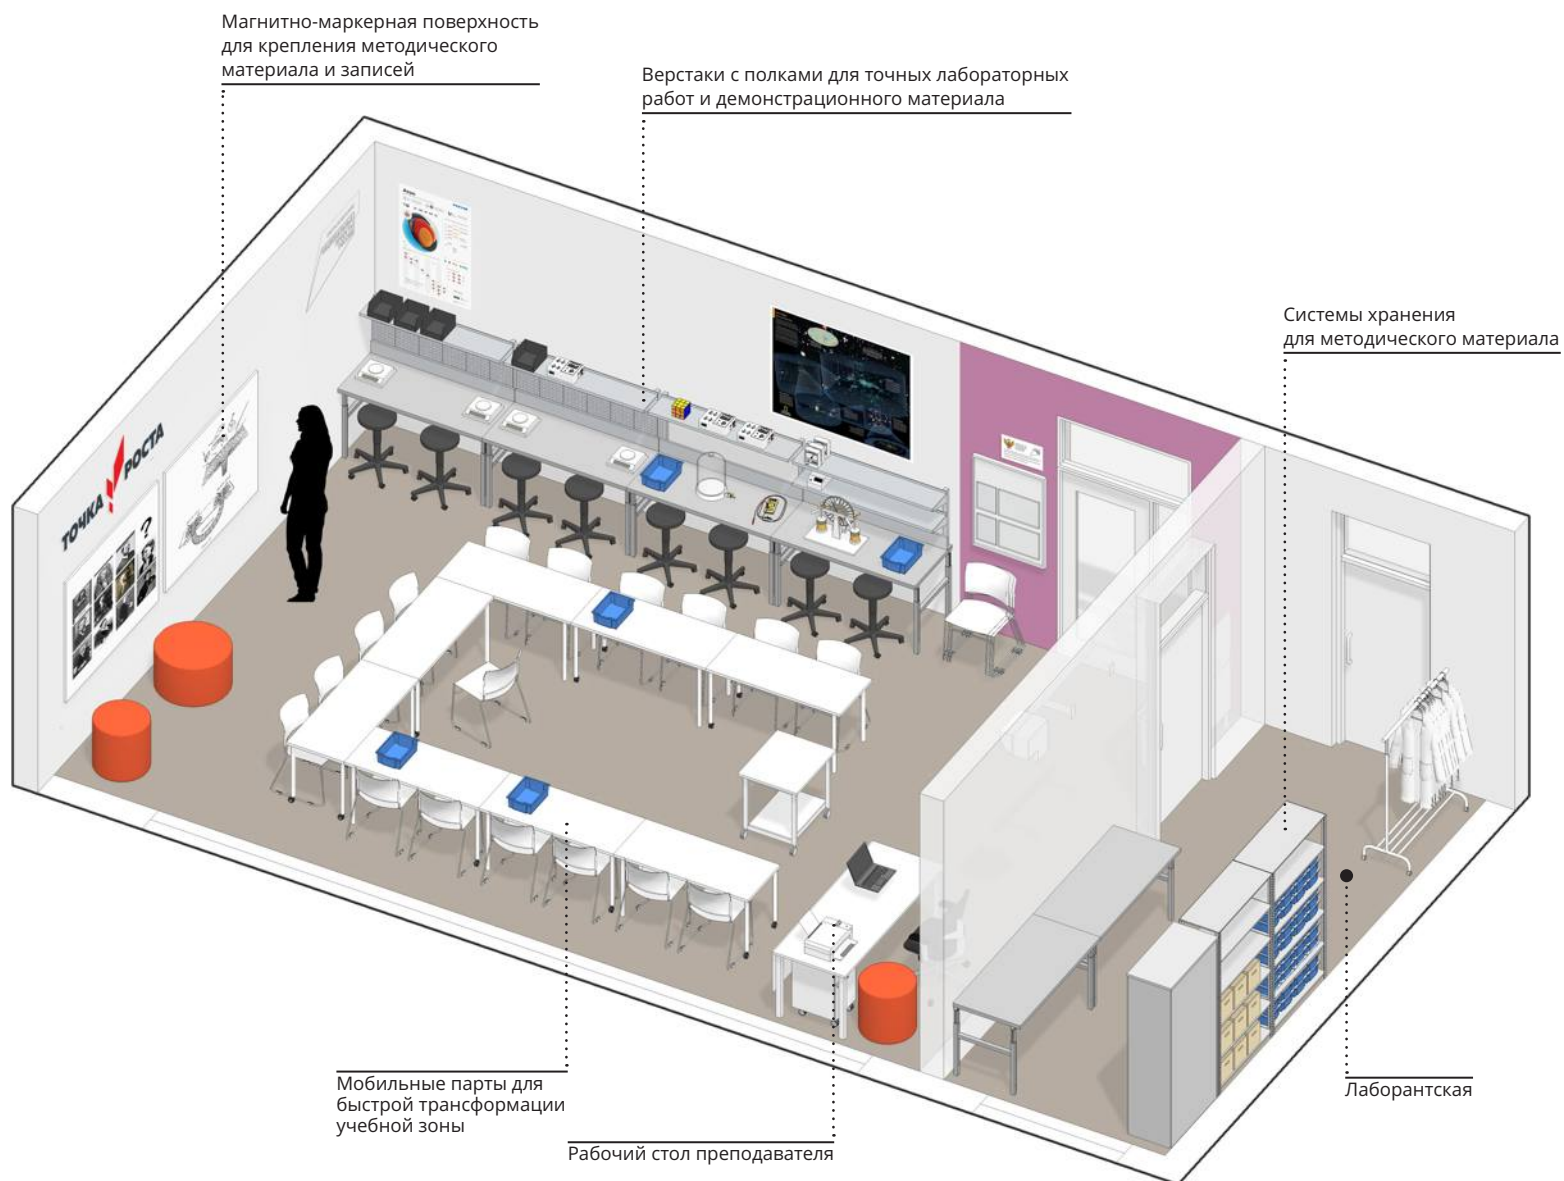 Магнитно-маркерная поверхность
для крепления методического
материала и записей
Верстаки с полками для точных лабораторных
работ и демонстрационного материала
Системы хранения
для методического материала
ТОЧКА РОСТА
?
Мобильные парты для
быстрой трансформации
учебной зоны
Рабочий стол преподавателя
Лаборантская